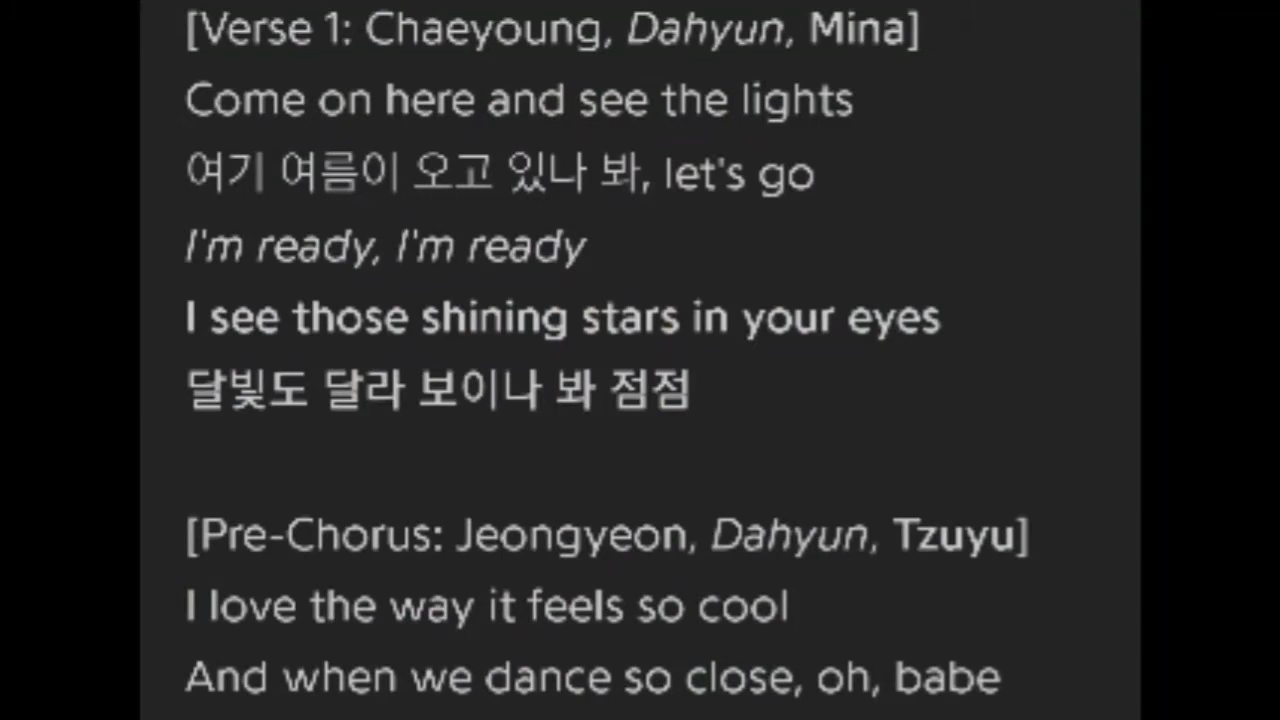 [Verse 1: Chaeyoung, Dahyun, Mina]
Come on here and see the lights
여기 여름이 오고 있나 봐, let's go
I'm ready, I'm ready
I see those shining stars in your eyes
달빛도 달라 보이나 봐 점점
[Pre-Chorus: Jeongyeon, Dahyun, Tzuyu]
I love the way it feels so cool
And when we dance so close, oh, babe